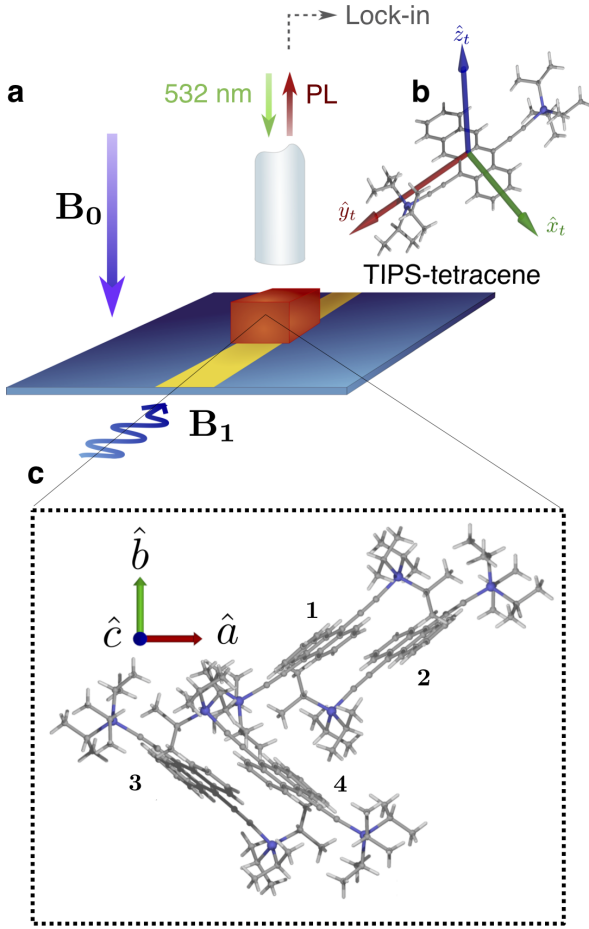 Lock-in
a
532 nm
PL
b
ẑₜ
B₀
ŷₜ
x̂ₜ
TIPS-tetracene
B₁
c
b̂
ĉ
â
1
2
3
4